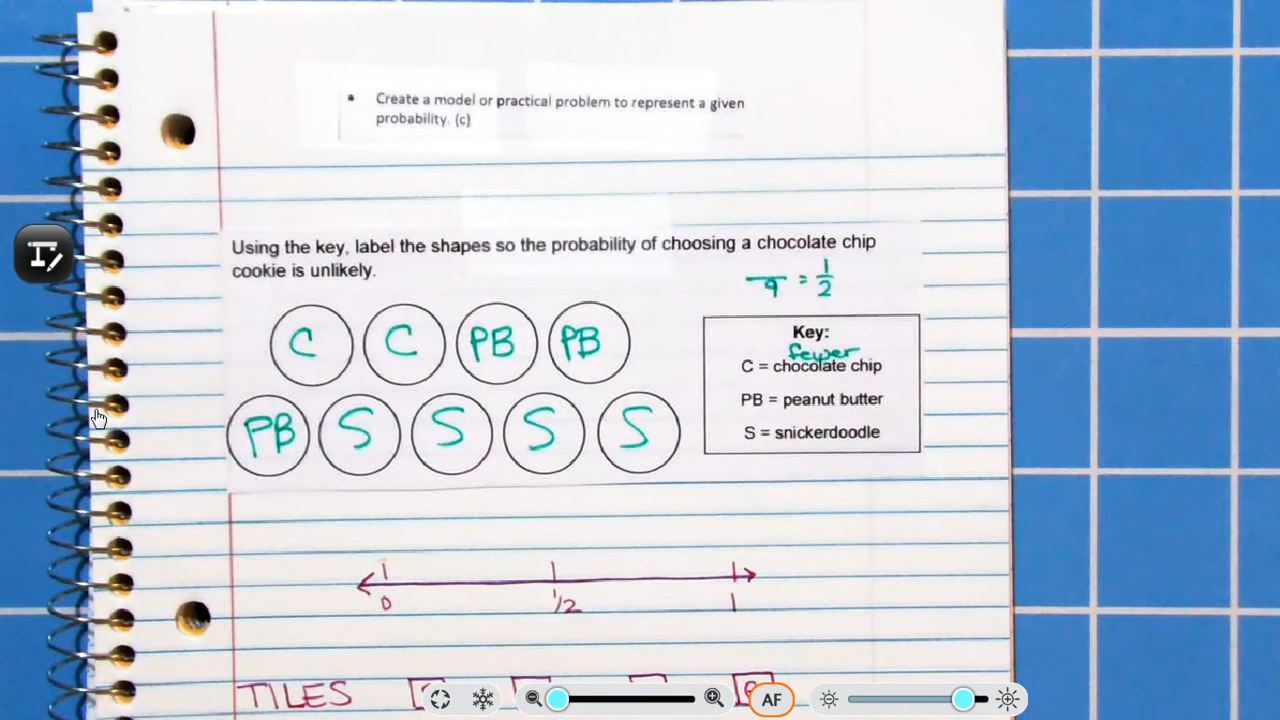 • Create a model or practical problem to represent a given
probability. (c)
Using the key, label the shapes so the probability of choosing a chocolate chip
cookie is unlikely.
/9 = 1/2
C C PB PB
PB S S S S
Key:
fewer
C = chocolate chip
PB = peanut butter
S = snickerdoodle
0 1/2 1
TILES
AF